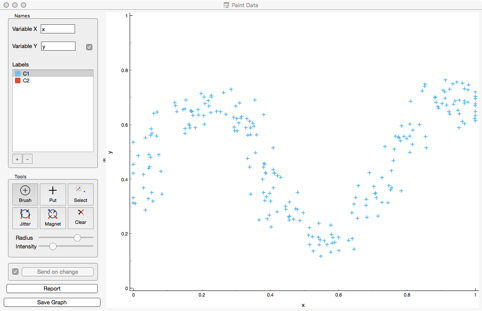 Paint Data
Names
Variable X x
Variable Y y
Labels
C1
C2
+ −
Tools
Brush Put Select
Jitter Magnet Clear
Radius
Intensity
Send on change
Report
Save Graph
y
1
0.8
0.6
0.4
0.2
0
0 0.2 0.4 0.6 0.8 1
x